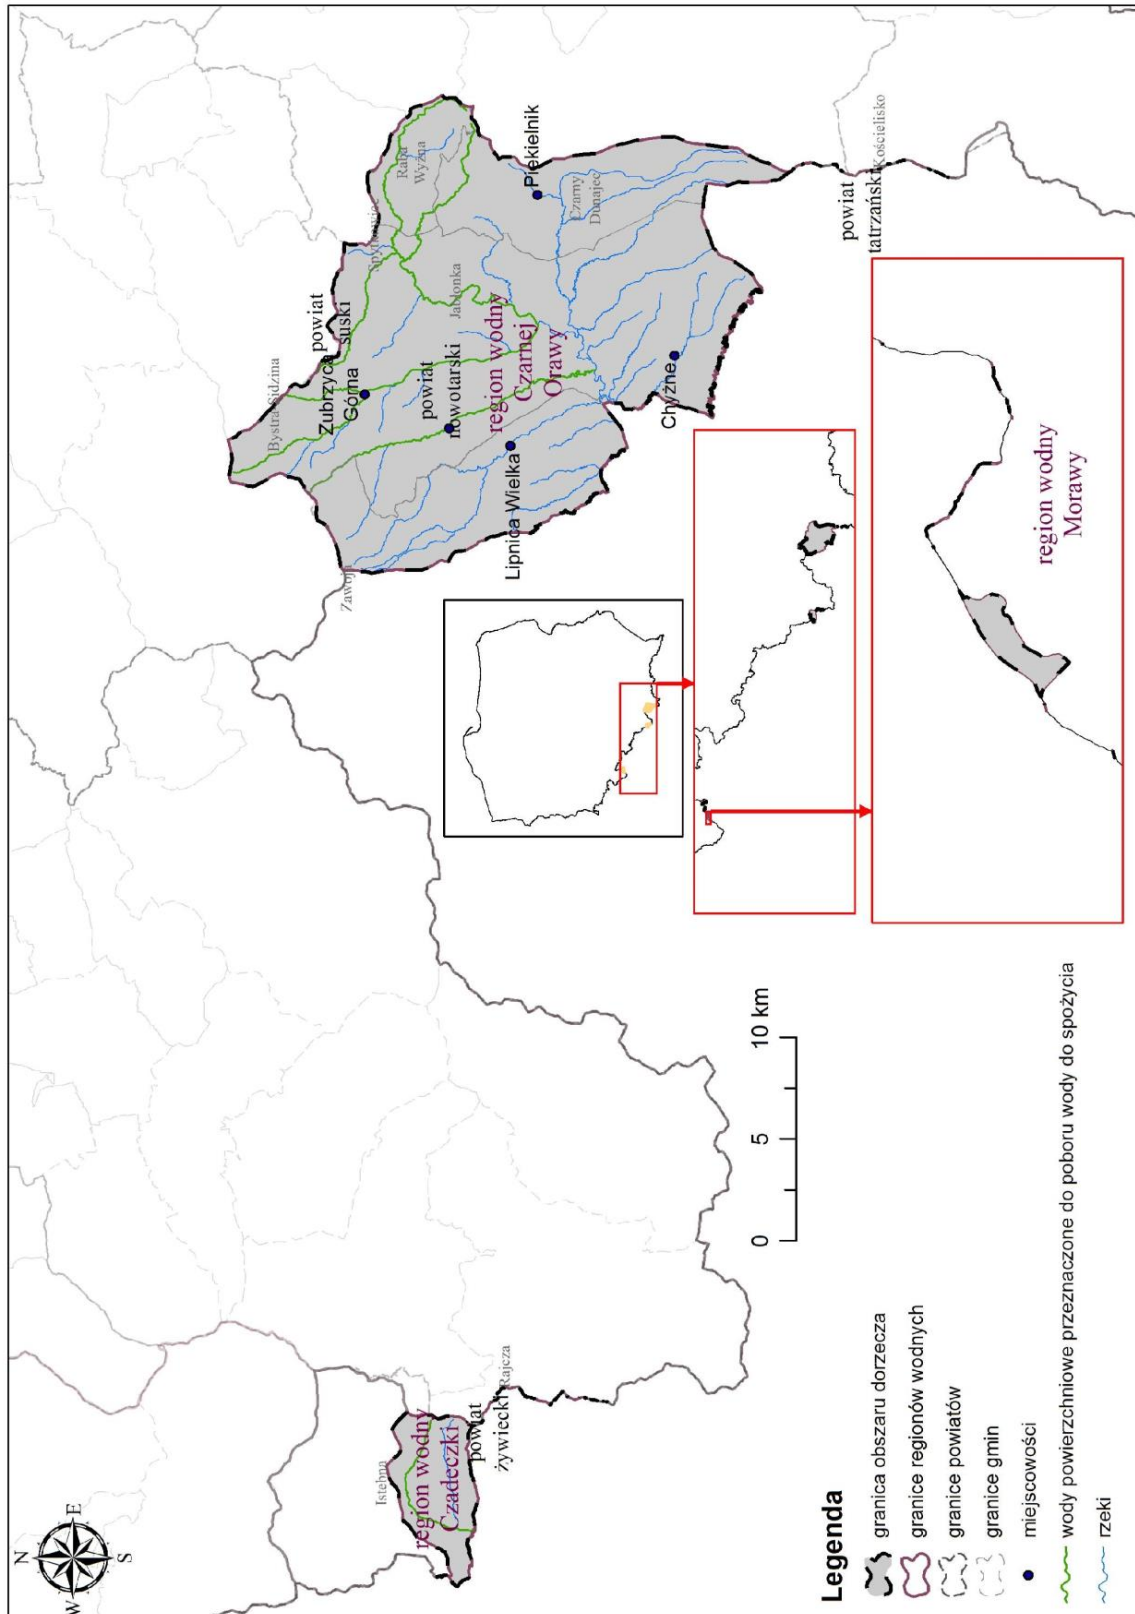 N
W
E
S
Zawoja
Bystra-Sidzina
Zubrzyca
Górna
powiat
suski
Spytkowice
Raba
Wyżna
powiat
nowotarski
Jabłonka
region wodny
Czarnej
Orawy
Lipnica Wielka
Piekielnik
Czarny
Dunajec
Chyżne
powiat
tatrzański
Kościelisko
Istebna
region wodny
Czadeczki
powiat
żywiecki
Rajcza
region wodny
Morawy
0 5 10 km
Legenda
granica obszaru dorzecza
granice regionów wodnych
granice powiatów
granice gmin
miejscowości
wody powierzchniowe przeznaczone do poboru wody do spożycia
rzeki